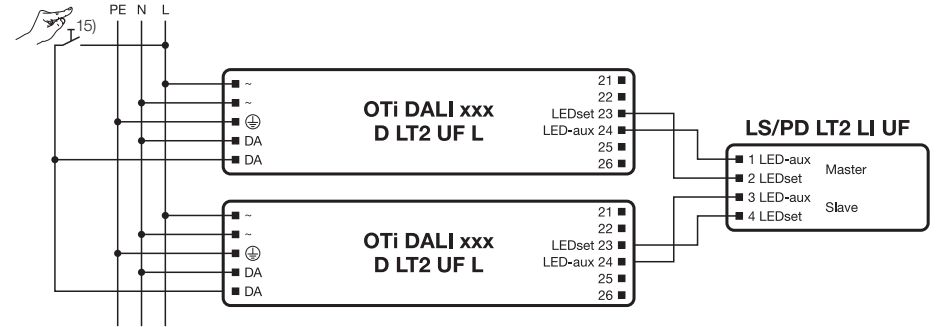 PE N L
15)
~
~
DA
DA
OTi DALI xxx
D LT2 UF L
21
22
LEDset 23
LED-aux 24
25
26
LS/PD LT2 LI UF
1 LED-aux
2 LEDset
3 LED-aux
4 LEDset
Master
Slave
~
~
DA
DA
OTi DALI xxx
D LT2 UF L
21
22
LEDset 23
LED-aux 24
25
26